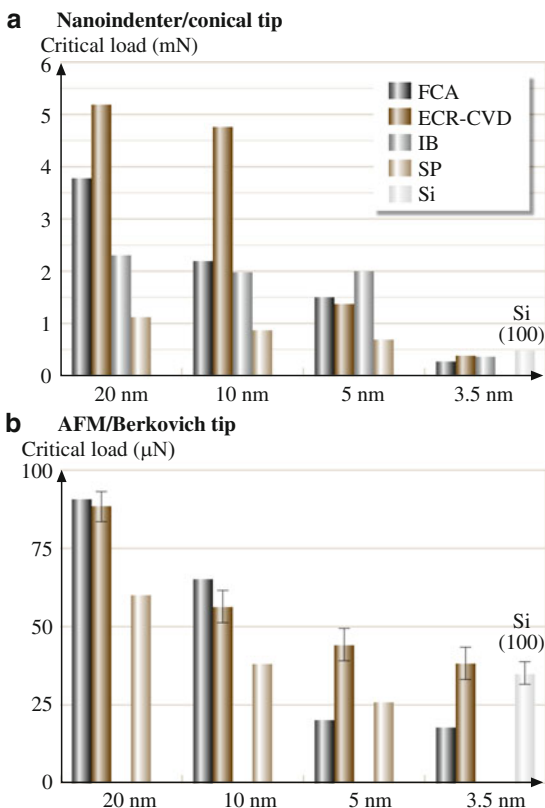 a Nanoindenter/conical tip
Critical load (mN)
6
5
4
3
2
1
0
FCA
ECR-CVD
IB
SP
Si
Si
(100)
20 nm 10 nm 5 nm 3.5 nm
b AFM/Berkovich tip
Critical load (μN)
100
75
50
25
0
Si
(100)
20 nm 10 nm 5 nm 3.5 nm